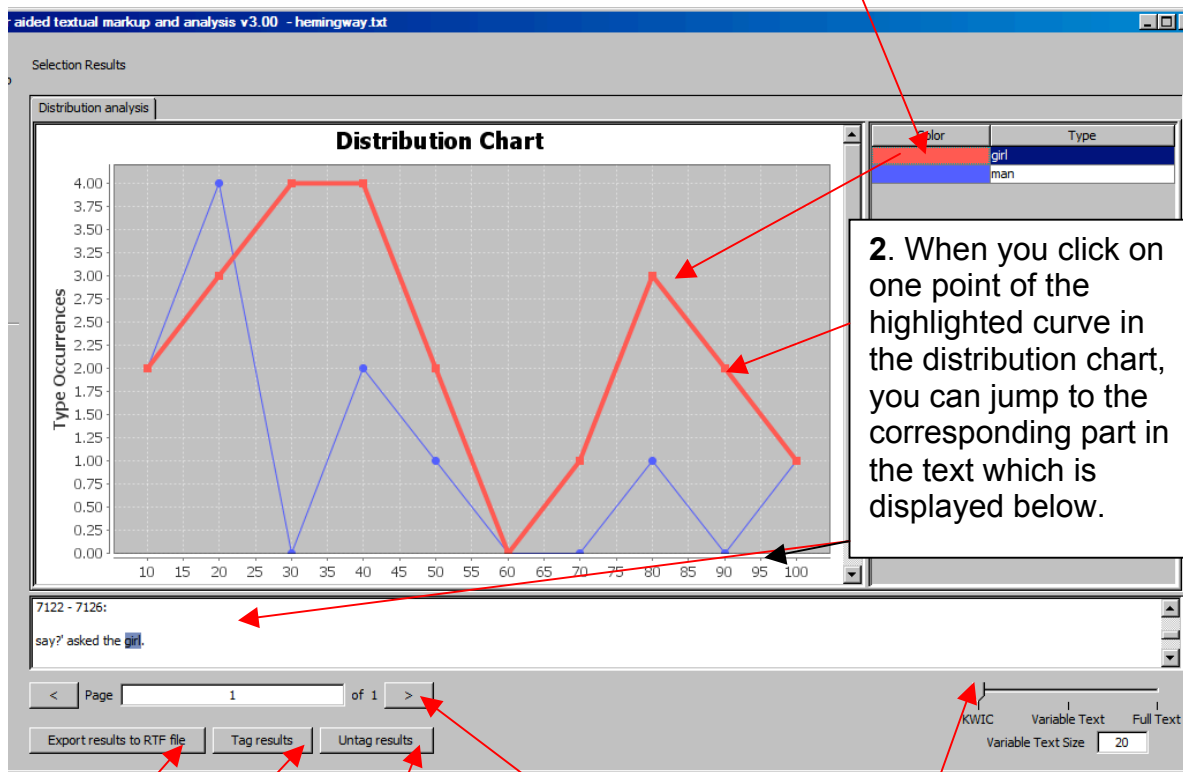 aided textual markup and analysis v3.00 - hemingway.txt
Selection Results
Distribution analysis
Distribution Chart
Color Type
girl
man
4.00
3.75
3.50
3.25
3.00
2.75
2.50
2.25
2.00
1.75
1.50
1.25
1.00
0.75
0.50
0.25
0.00
Type Occurrences
10 15 20 25 30 35 40 45 50 55 60 65 70 75 80 85 90 95 100
2. When you click on
one point of the
highlighted curve in
the distribution chart,
you can jump to the
corresponding part in
the text which is
displayed below.
7122 - 7126:
say?' asked the girl.
< Page 1 of 1 >
KWIC Variable Text Full Text
Export results to RTF file Tag results Untag results
Variable Text Size 20